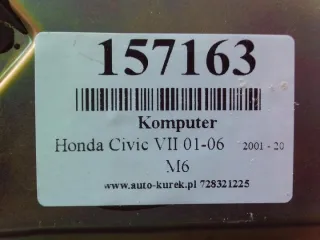 157163
Komputer
Honda Civic VII 01-06 2001 - 20
M6
www.auto-kurek.pl 728321225